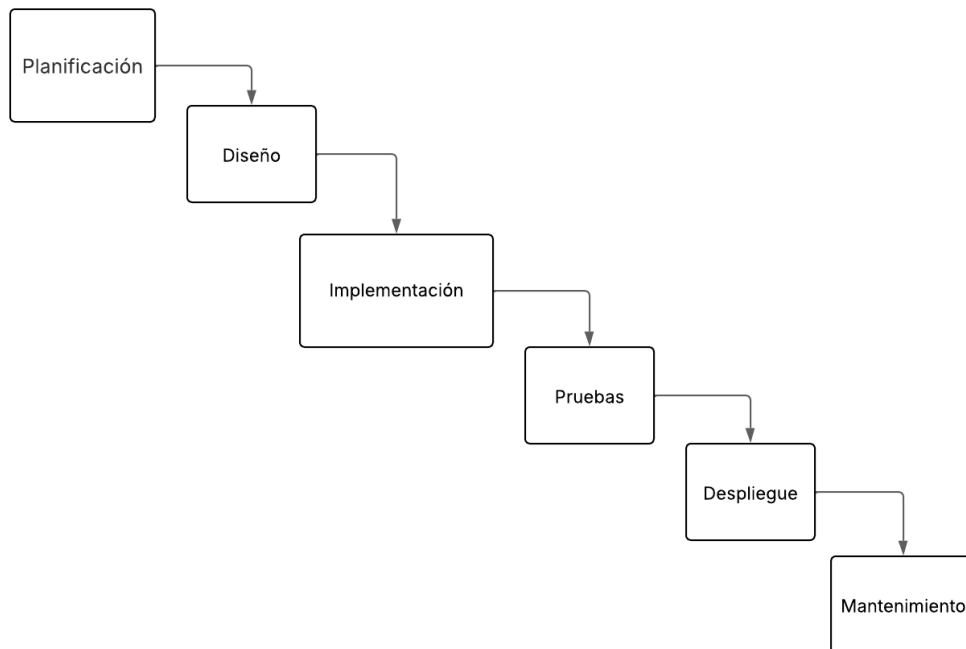 Planificación
Diseño
Implementación
Pruebas
Despliegue
Mantenimiento